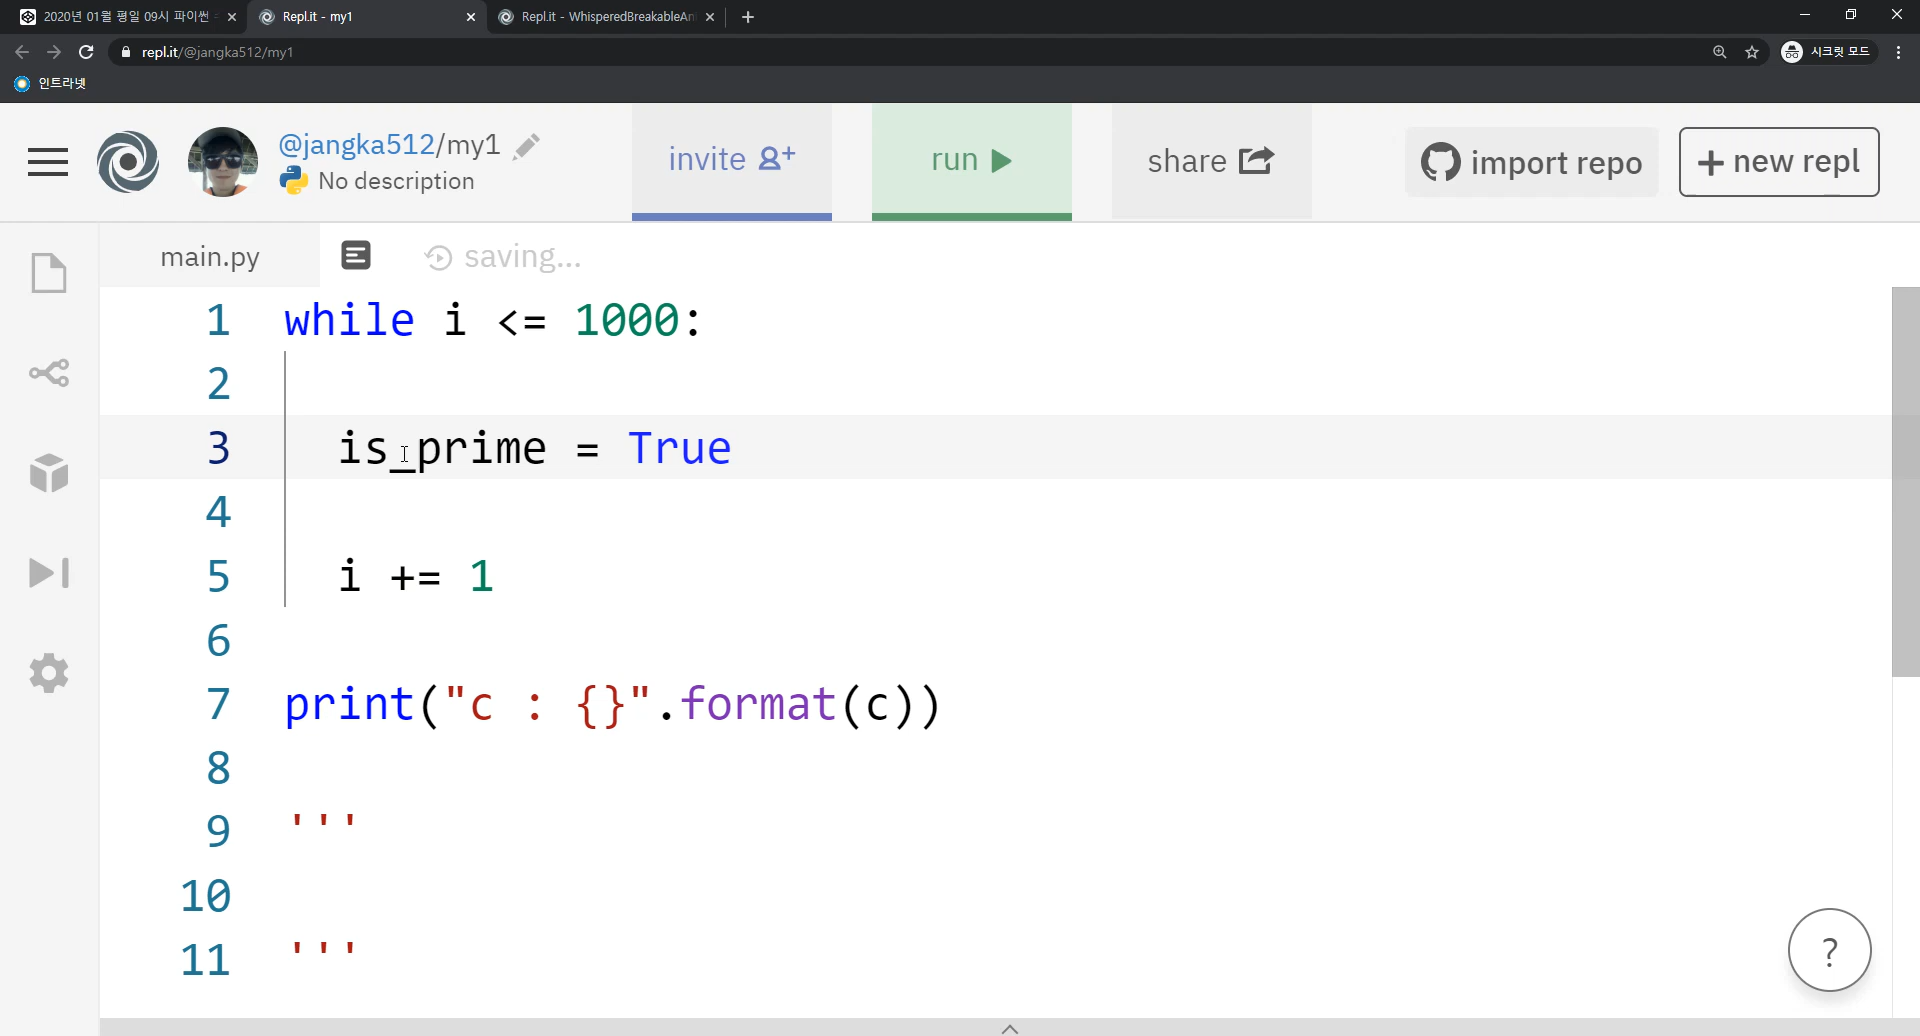 2020년 01월 평일 09시 파이썬
Repl.it - my1
Repl.it - WhisperedBreakableAn
repl.it/@jangka512/my1
시크릿 모드
인트라넷
@jangka512/my1
No description
invite
run
share
import repo
+ new repl
main.py
saving...
1 while i <= 1000:
2
3 is_prime = True
4
5 i += 1
6
7 print("c : {}".format(c))
8
9 '''
10
11 '''
?